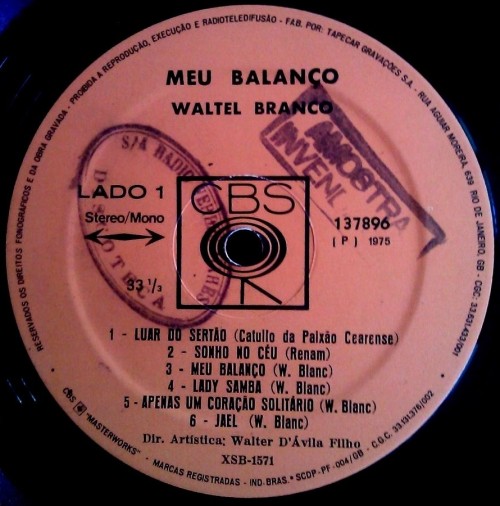 RESERVADOS OS DIREITOS FONOGRÁFICOS E DA OBRA GRAVADA - PROIBIDA A REPRODUÇÃO, EXECUÇÃO E RADIOTELEDIFUSÃO - FAB. POR: TAPECAR GRAVAÇÕES S.A. - RUA AGUIAR MOREIRA, 639 RIO DE JANEIRO, GB - CGC: 33.631.433/001
MEU BALANÇO
WALTEL BRANCO
AMOSTRA
S/A RADIO
DISCOTECA
LADO 1
Stereo/Mono
CBS
137896
( P ) 1975
33 1/3
1 - LUAR DO SERTÃO (Catullo da Paixão Cearense)
2 - SONHO NO CÉU (Renam)
3 - MEU BALANÇO (W. Blanc)
4 - LADY SAMBA (W. Blanc)
5 - APENAS UM CORAÇÃO SOLITÁRIO (W. Blanc)
6 - JAEL (W. Blanc)
Dir. Artística; Walter D'Ávila Filho
XSB-1571
CBS "MASTERWORKS" - MARCAS REGISTRADAS - IND. BRAS. * SCDP-PF-004/GB - C.G.C. 33.131.376/002